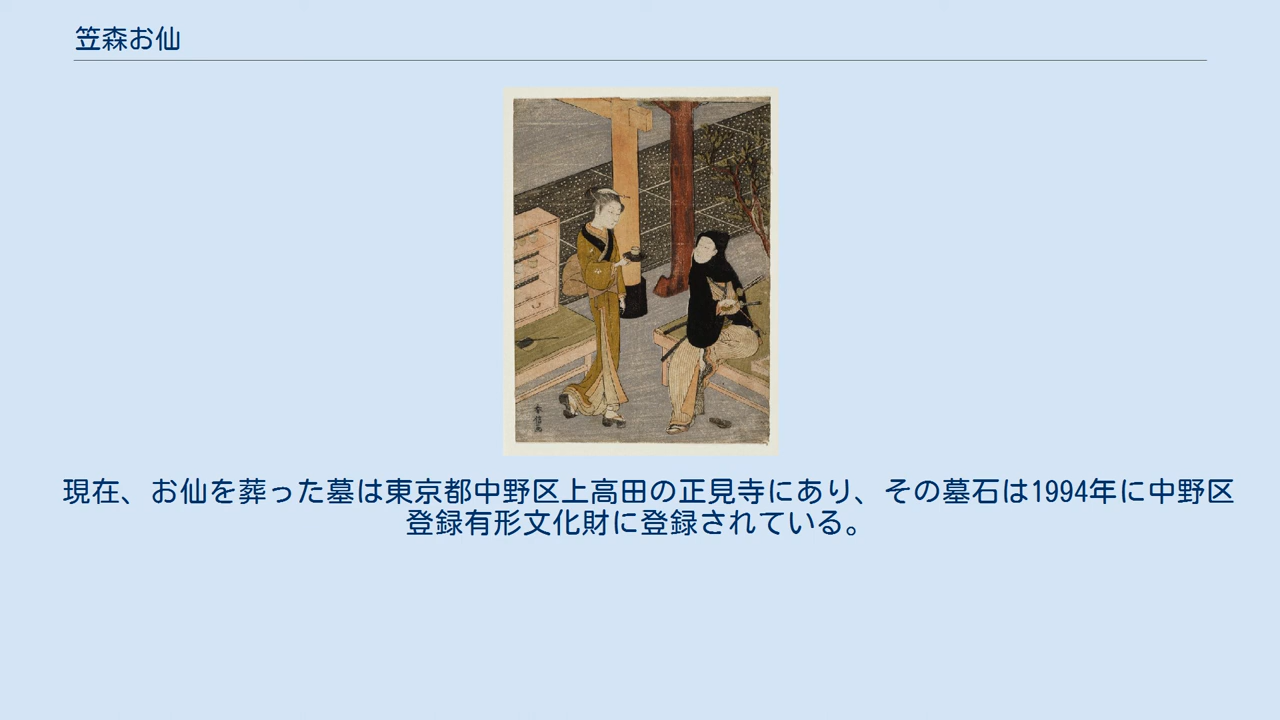 笠森お仙
春信画
現在、お仙を葬った墓は東京都中野区上高田の正見寺にあり、その墓石は1994年に中野区
登録有形文化財に登録されている。